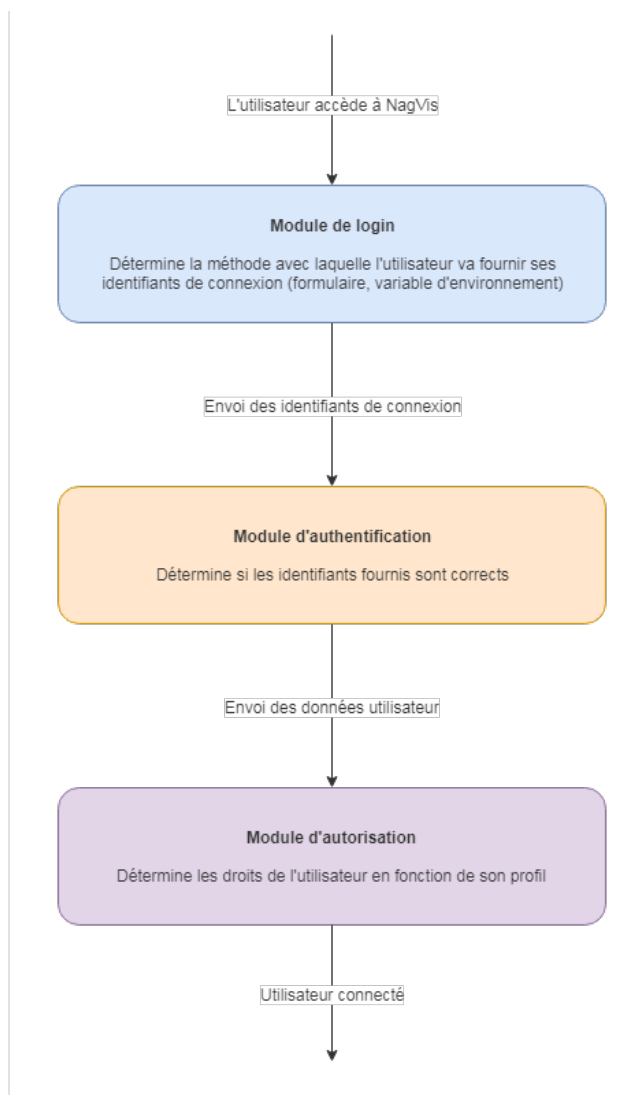 L'utilisateur accède à NagVis
Module de login
Détermine la méthode avec laquelle l'utilisateur va fournir ses
identifiants de connexion (formulaire, variable d'environnement)
Envoi des identifiants de connexion
Module d'authentification
Détermine si les identifiants fournis sont corrects
Envoi des données utilisateur
Module d'autorisation
Détermine les droits de l'utilisateur en fonction de son profil
Utilisateur connecté